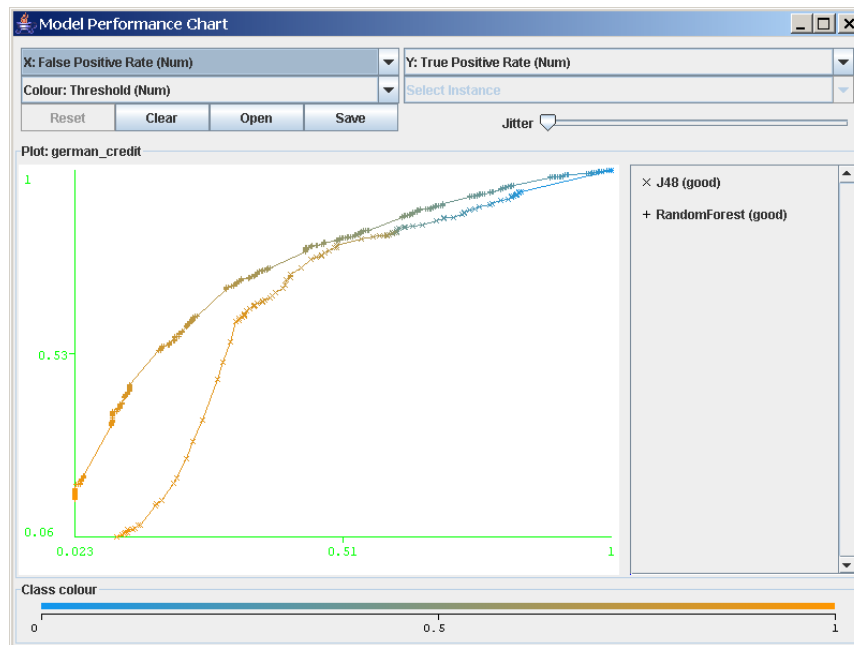 Model Performance Chart
X: False Positive Rate (Num)
Y: True Positive Rate (Num)
Colour: Threshold (Num)
Select Instance
Reset
Clear
Open
Save
Jitter
Plot: german_credit
1
0.53
0.06
0.023
0.51
1
× J48 (good)
+ RandomForest (good)
Class colour
0
0.5
1